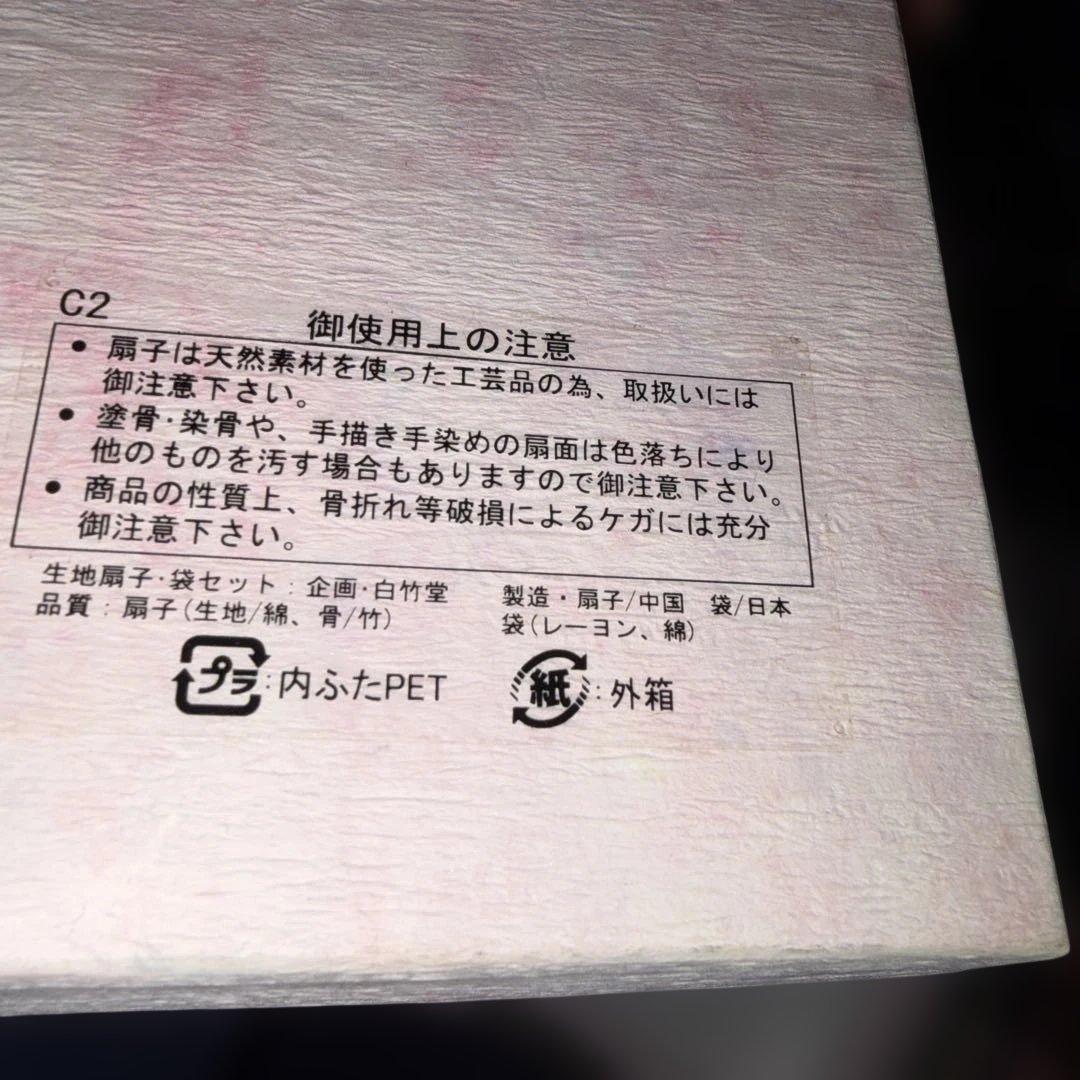 C2
御使用上の注意
● 扇子は天然素材を使った工芸品の為、取扱いには
御注意下さい。
● 塗骨・染骨や、手描き手染めの扇面は色落ちにより
他のものを汚す場合もありますので御注意下さい。
● 商品の性質上、骨折れ等破損によるケガには充分
御注意下さい。
生地扇子・袋セット：企画・白竹堂 製造・扇子/中国 袋/日本
品質：扇子(生地/綿、骨/竹) 袋(レーヨン、綿)
プラ：内ふたPET 紙：外箱